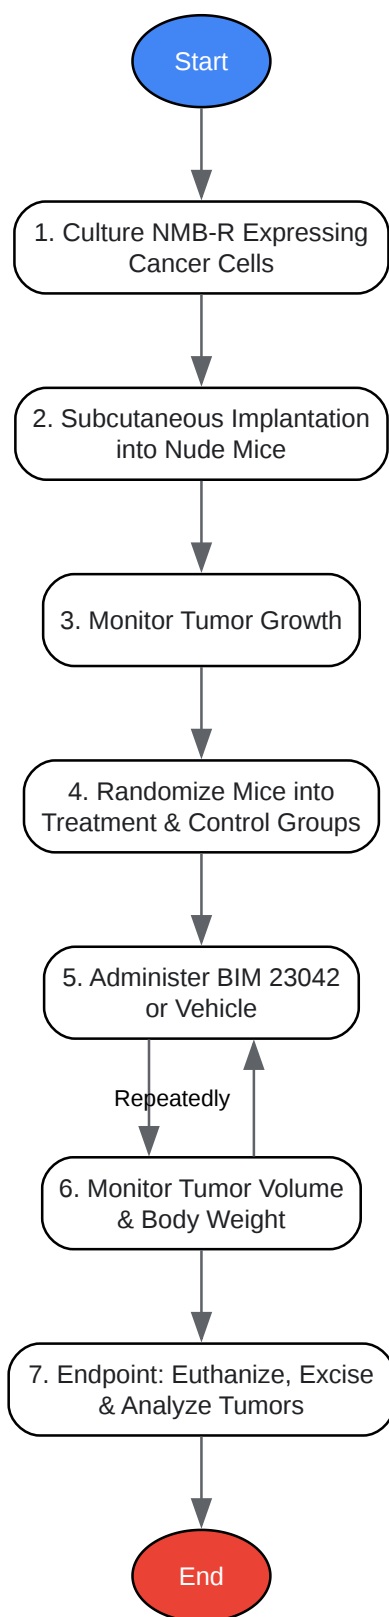 Start
1. Culture NMB-R Expressing
Cancer Cells
2. Subcutaneous Implantation
into Nude Mice
3. Monitor Tumor Growth
4. Randomize Mice into
Treatment & Control Groups
5. Administer BIM 23042
or Vehicle
Repeatedly
6. Monitor Tumor Volume
& Body Weight
7. Endpoint: Euthanize, Excise
& Analyze Tumors
End